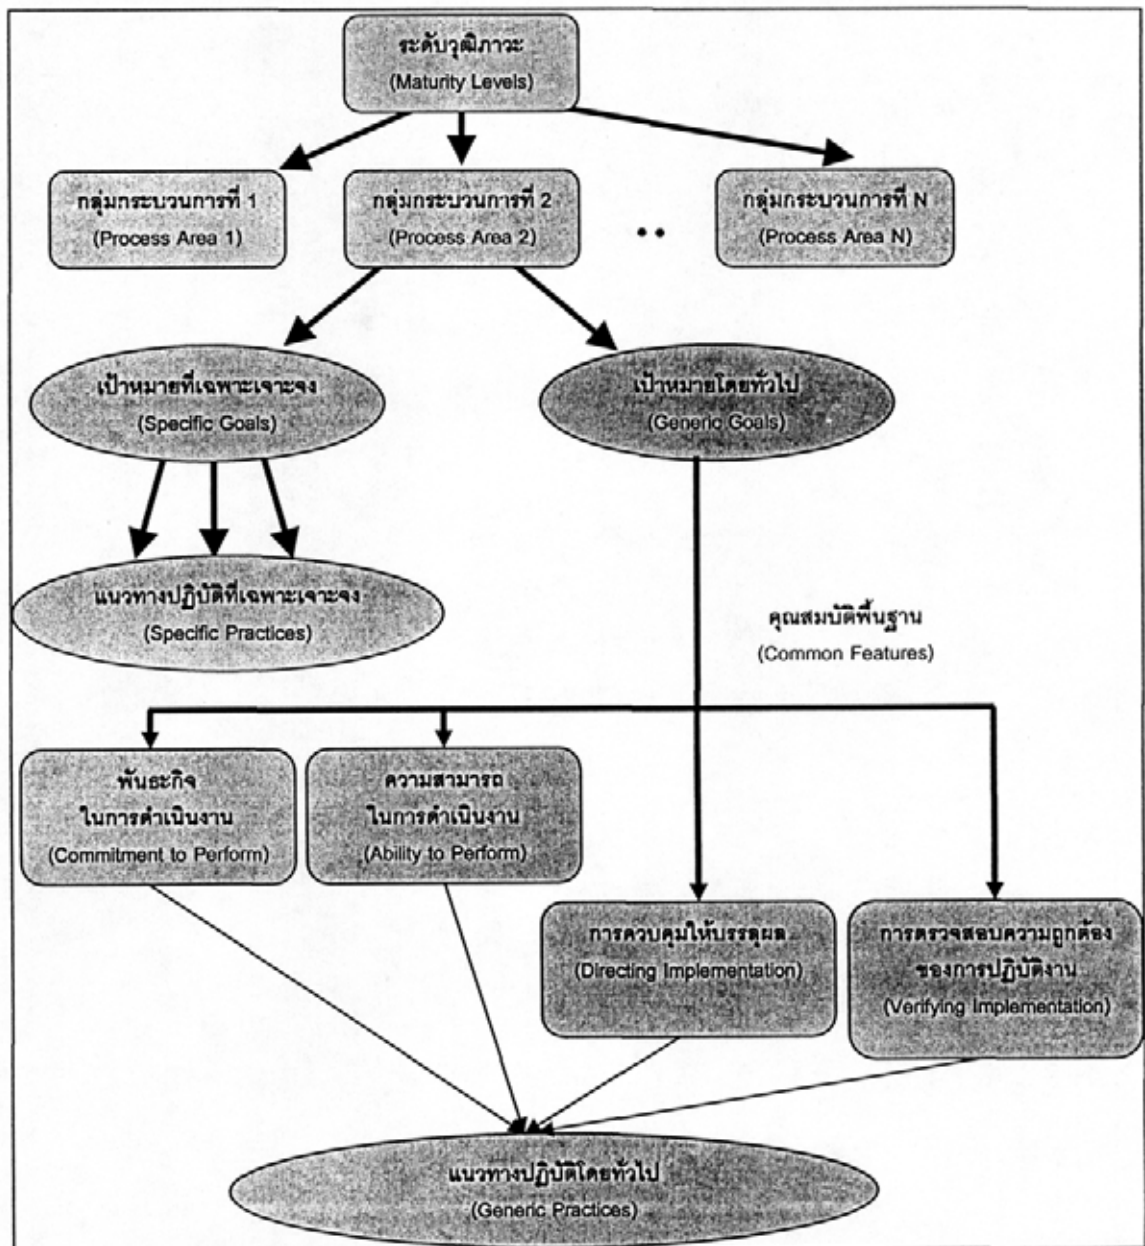 ระดับวุฒิภาวะ
(Maturity Levels)
กลุ่มกระบวนการที่ 1
(Process Area 1)
กลุ่มกระบวนการที่ 2
(Process Area 2)
กลุ่มกระบวนการที่ N
(Process Area N)
เป้าหมายที่เฉพาะเจาะจง
(Specific Goals)
เป้าหมายโดยทั่วไป
(Generic Goals)
แนวทางปฏิบัติที่เฉพาะเจาะจง
(Specific Practices)
คุณสมบัติพื้นฐาน
(Common Features)
พันธะกิจ
ในการดำเนินงาน
(Commitment to Perform)
ความสามารถ
ในการดำเนินงาน
(Ability to Perform)
การควบคุมให้บรรลุผล
(Directing Implementation)
การตรวจสอบความถูกต้อง
ของการปฏิบัติงาน
(Verifying Implementation)
แนวทางปฏิบัติโดยทั่วไป
(Generic Practices)